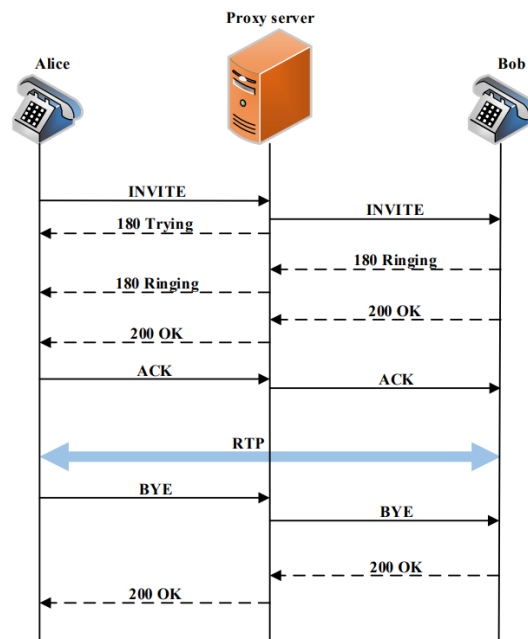 Proxy server
Alice
Bob
INVITE
INVITE
180 Trying
180 Ringing
180 Ringing
200 OK
200 OK
ACK
ACK
RTP
BYE
BYE
200 OK
200 OK